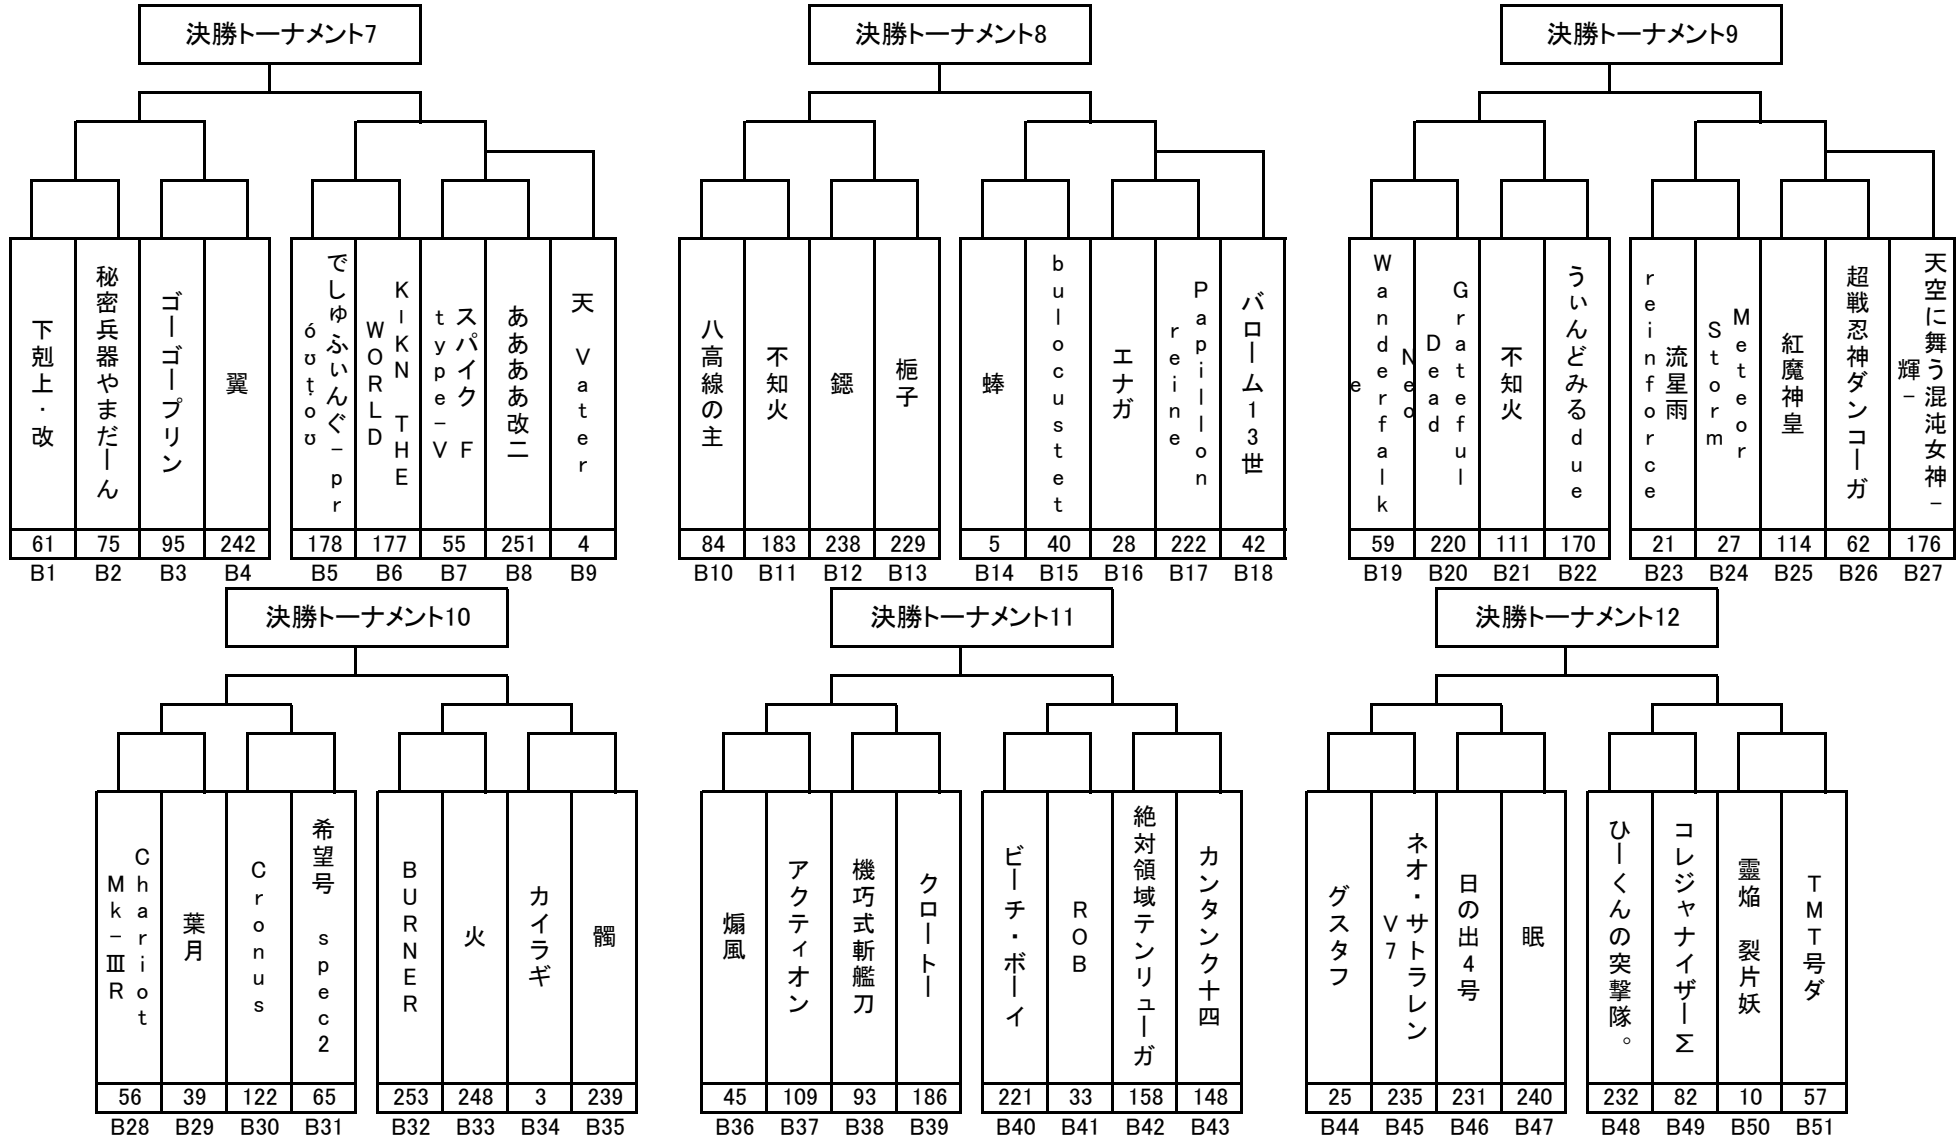 決勝トーナメント7
決勝トーナメント8
決勝トーナメント9
下剋上・改
秘密兵器やまだーん
ゴーゴープリン
翼
でしゅふぃんぐ-pr
óʊṭoʊ
KIKN THE
WORLD
スパイク F
type-V
ああああ改二
天 Vater
八高線の主
不知火
鐚
梔子
蜯
bulocustet
エナガ
Papillon
reine
バローム13世
Neo
Wanderfalke
Grateful
Dead
不知火
うぃんどみるdue
流星雨
reinforce
Meteor
Storm
紅魔神皇
超戦忍神ダンコーガ
天空に舞う混沌女神-
輝-
61 75 95 242 178 177 55 251 4 84 183 238 229 5 40 28 222 42 59 220 111 170 21 27 114 62 176
B1 B2 B3 B4 B5 B6 B7 B8 B9 B10 B11 B12 B13 B14 B15 B16 B17 B18 B19 B20 B21 B22 B23 B24 B25 B26 B27
決勝トーナメント10
決勝トーナメント11
決勝トーナメント12
Chariot
Mk-ⅢR
葉月
Cronus
希望号 spec2
BURNER
火
カイラギ
髑
煽風
アクティオン
機巧式斬艦刀
クロートー
ビーチ・ボーイ
ROB
絶対領域テンリューガ
カンタンク十四
グスタフ
ネオ・サトラレン
V7
日の出4号
眠
ひーくんの突撃隊。
コレジャナイザーΣ
靈焔 裂片妖
TMT号ダ
56 39 122 65 253 248 3 239 45 109 93 186 221 33 158 148 25 235 231 240 232 82 10 57
B28 B29 B30 B31 B32 B33 B34 B35 B36 B37 B38 B39 B40 B41 B42 B43 B44 B45 B46 B47 B48 B49 B50 B51